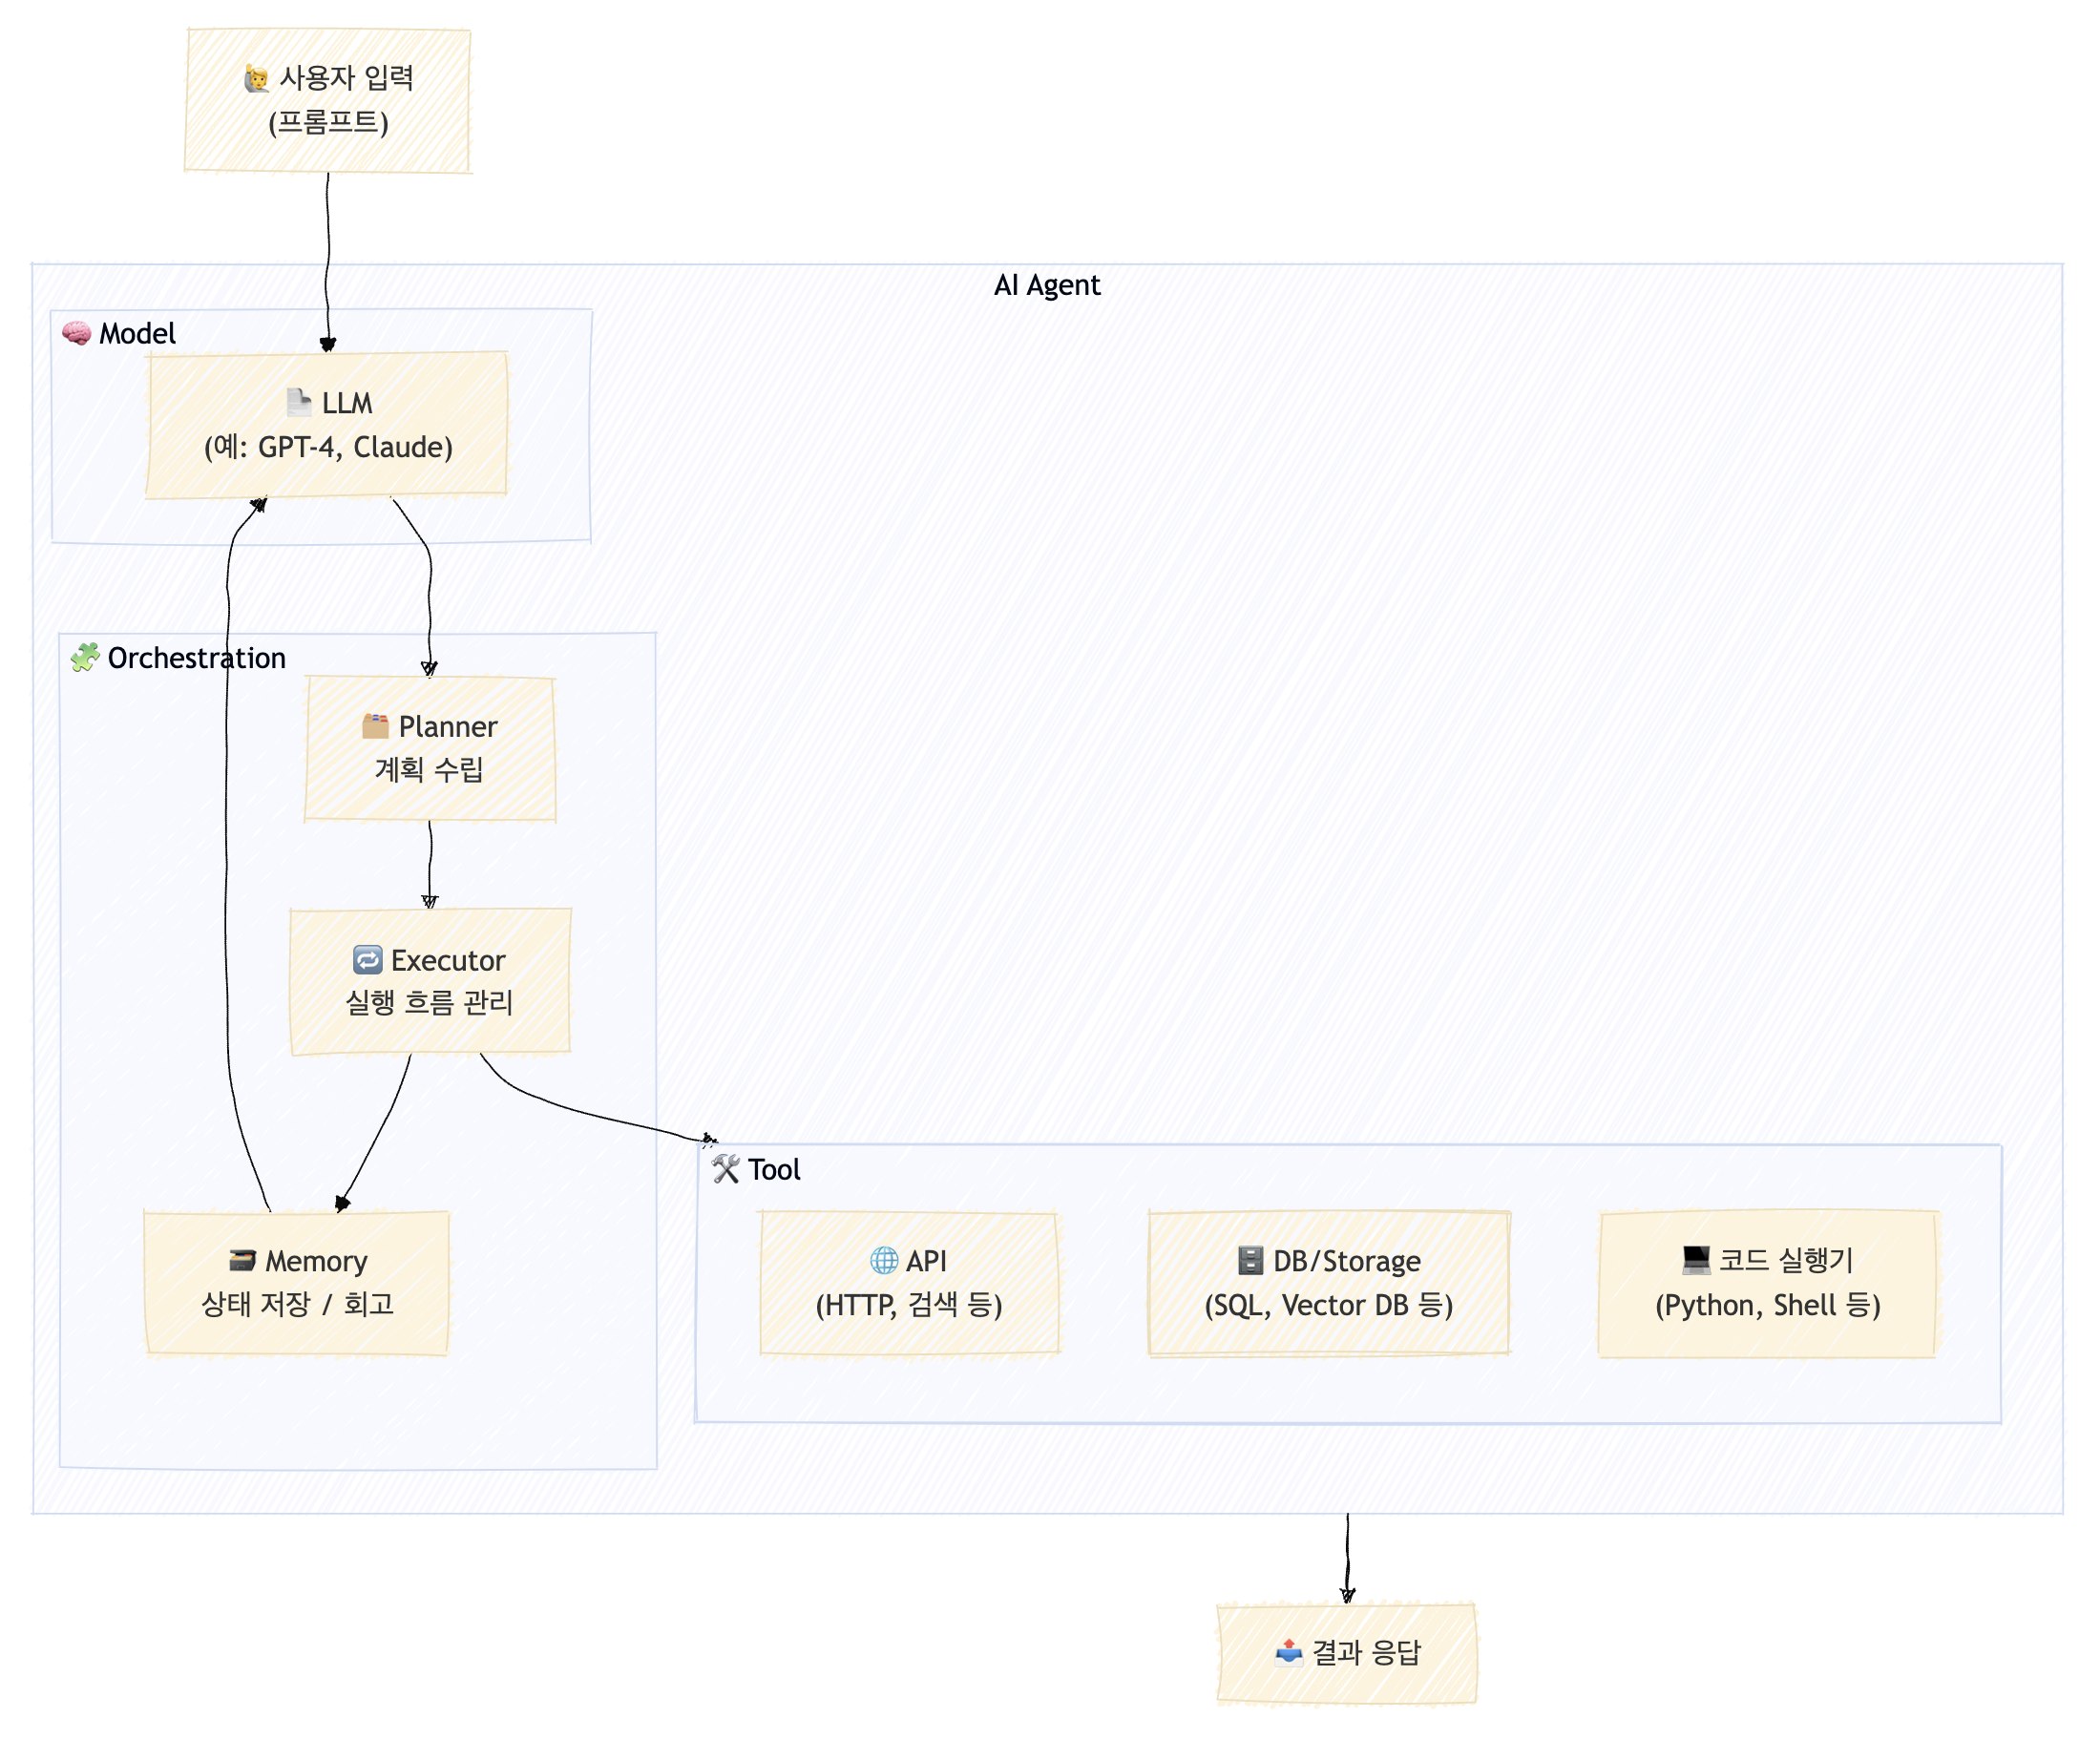 🙋 사용자 입력
(프롬프트)
AI Agent
🧠 Model
📄 LLM
(예: GPT-4, Claude)
🧩 Orchestration
🗂️ Planner
계획 수립
🔁 Executor
실행 흐름 관리
🗃️ Memory
상태 저장 / 회고
🛠️ Tool
🌐 API
(HTTP, 검색 등)
🗄️ DB/Storage
(SQL, Vector DB 등)
💻 코드 실행기
(Python, Shell 등)
📤 결과 응답